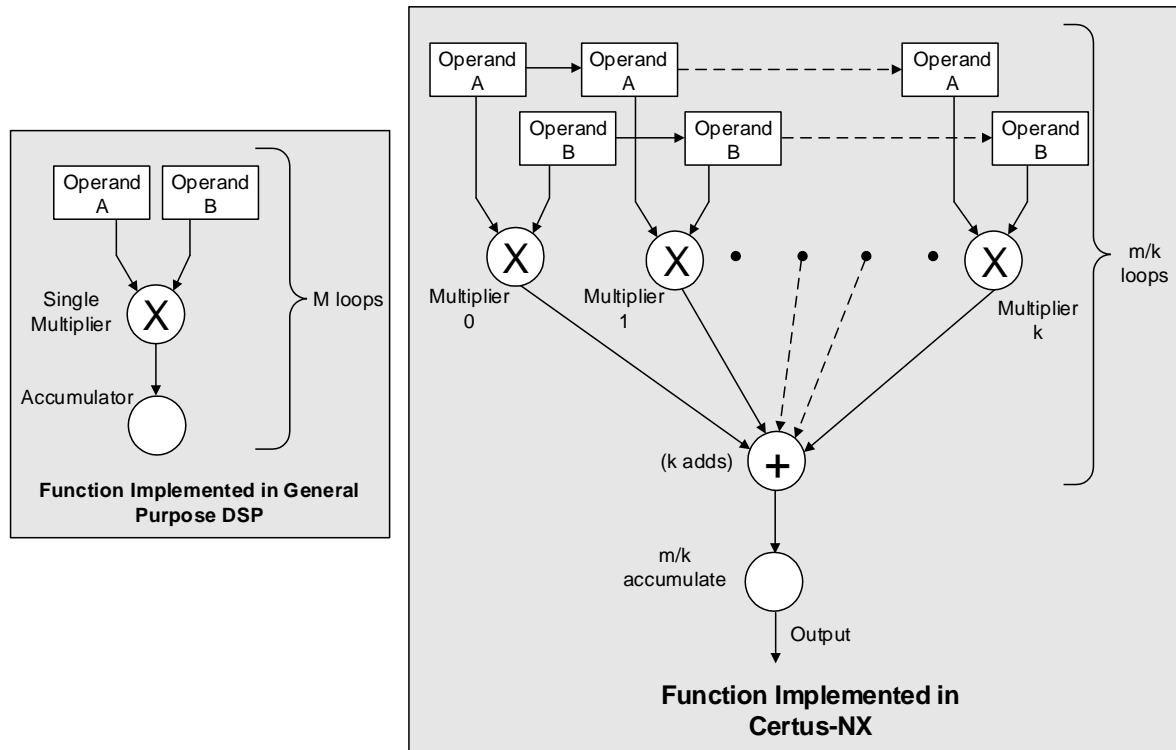 Operand
A
Operand
B
Single
Multiplier
X
M loops
Accumulator
Function Implemented in General
Purpose DSP
Operand
A
Operand
A
Operand
A
Operand
B
Operand
B
Operand
B
X
X
X
m/k
loops
Multiplier
0
Multiplier
1
Multiplier
k
(k adds)
+
m/k
accumulate
Output
Function Implemented in
Certus-NX